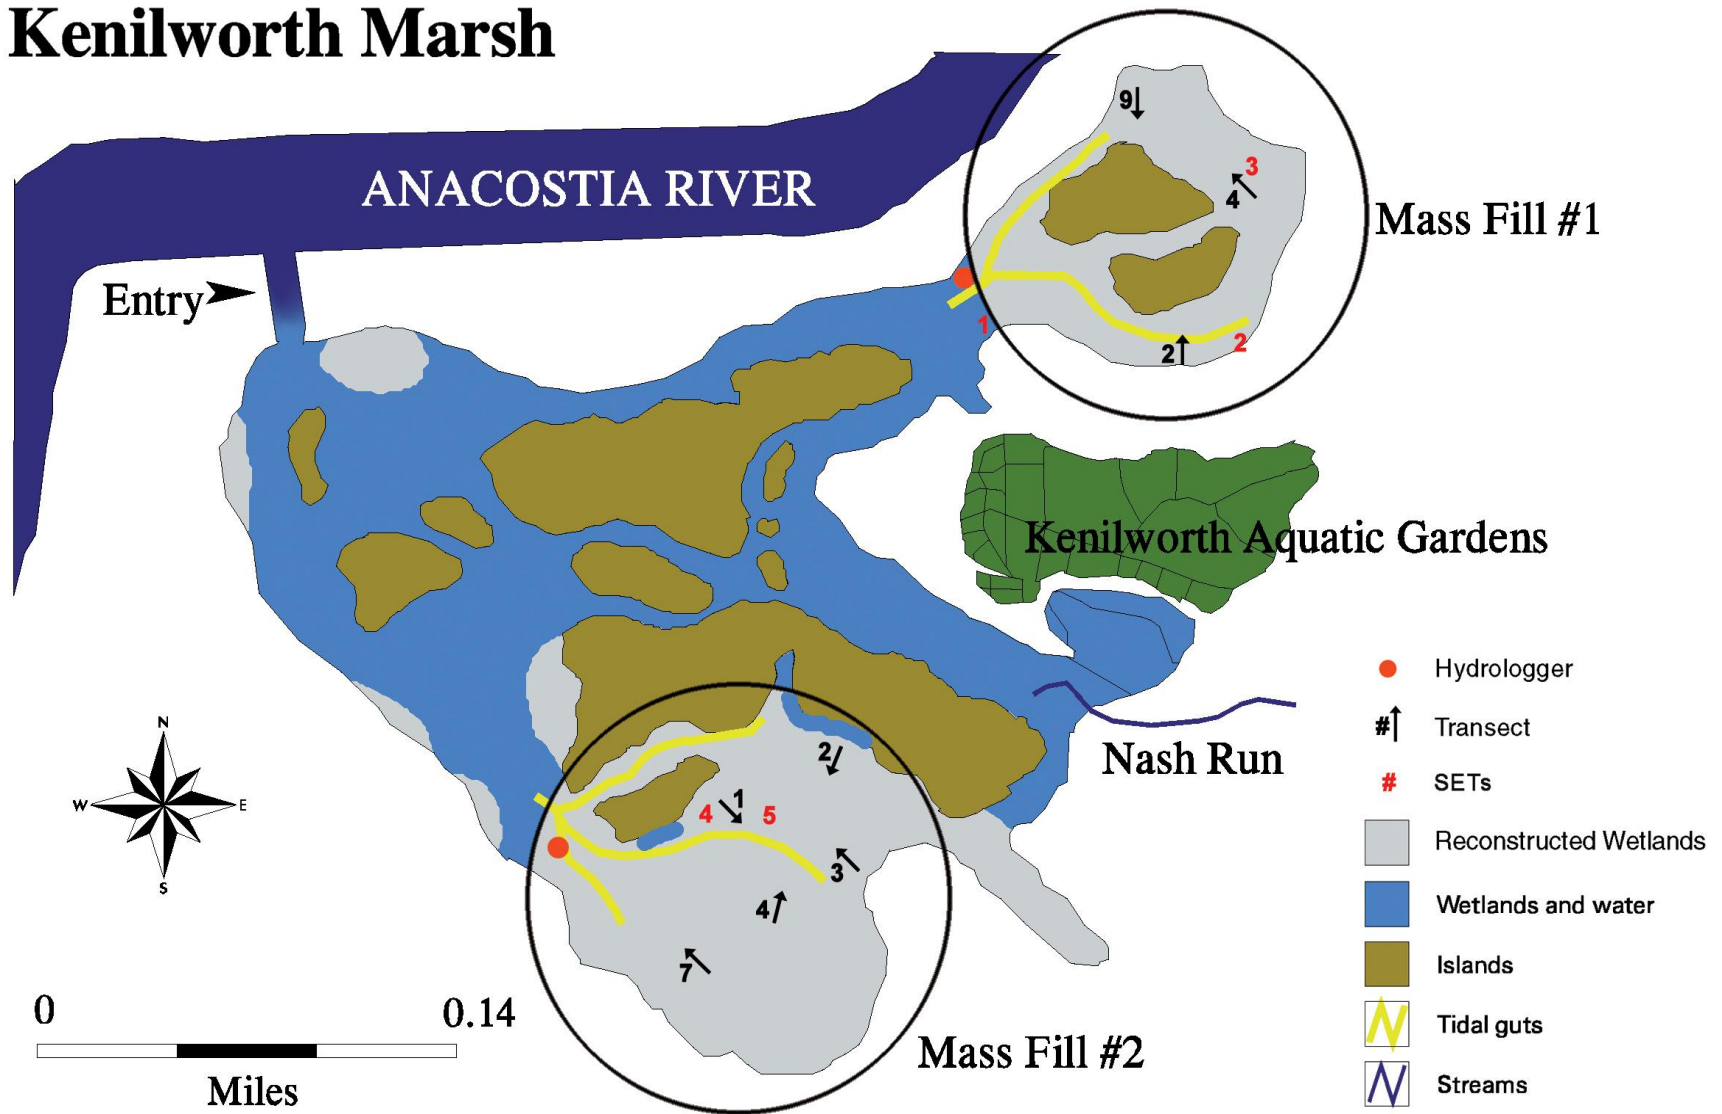 Kenilworth Marsh
9
ANACOSTIA RIVER
3
4
Mass Fill #1
Entry
1
2
2
Kenilworth Aquatic Gardens
Hydrologger
# Transect
Nash Run
2
# SETs
N
W E
S
4 1 5
Reconstructed Wetlands
3
4
Wetlands and water
7
Islands
0 0.14
Miles
Mass Fill #2
Tidal guts
Streams